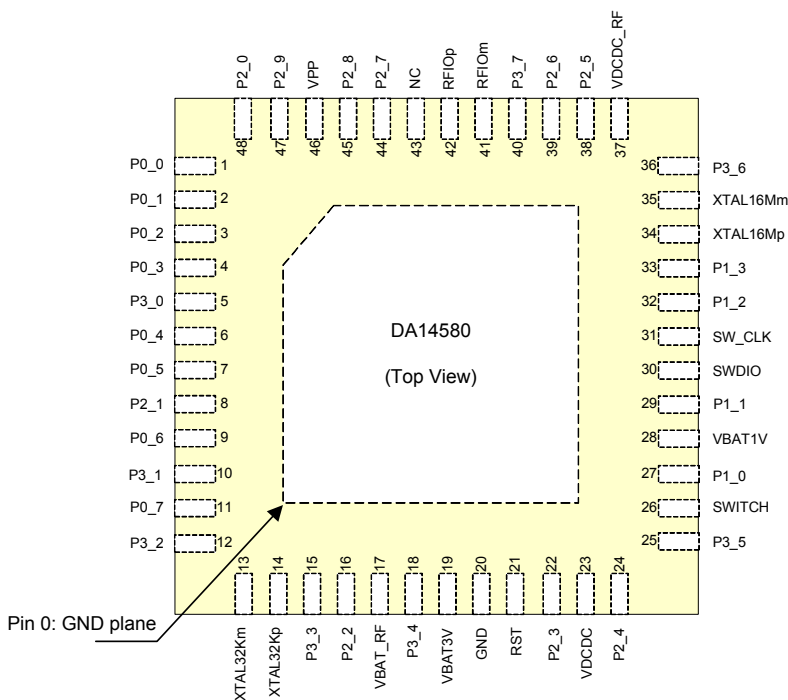 P2_0
P2_9
VPP
P2_8
P2_7
NC
RFIOp
RFIOm
P3_7
P2_6
P2_5
VDCDC_RF
48
47
46
45
44
43
42
41
40
39
38
37
P0_0 1
P0_1 2
P0_2 3
P0_3 4
P3_0 5
P0_4 6
P0_5 7
P2_1 8
P0_6 9
P3_1 10
P0_7 11
P3_2 12
DA14580
(Top View)
36 P3_6
35 XTAL16Mm
34 XTAL16Mp
33 P1_3
32 P1_2
31 SW_CLK
30 SWDIO
29 P1_1
28 VBAT1V
27 P1_0
26 SWITCH
25 P3_5
13
14
15
16
17
18
19
20
21
22
23
24
Pin 0: GND plane
XTAL32Km
XTAL32Kp
P3_3
P2_2
VBAT_RF
P3_4
VBAT3V
GND
RST
P2_3
VDCDC
P2_4